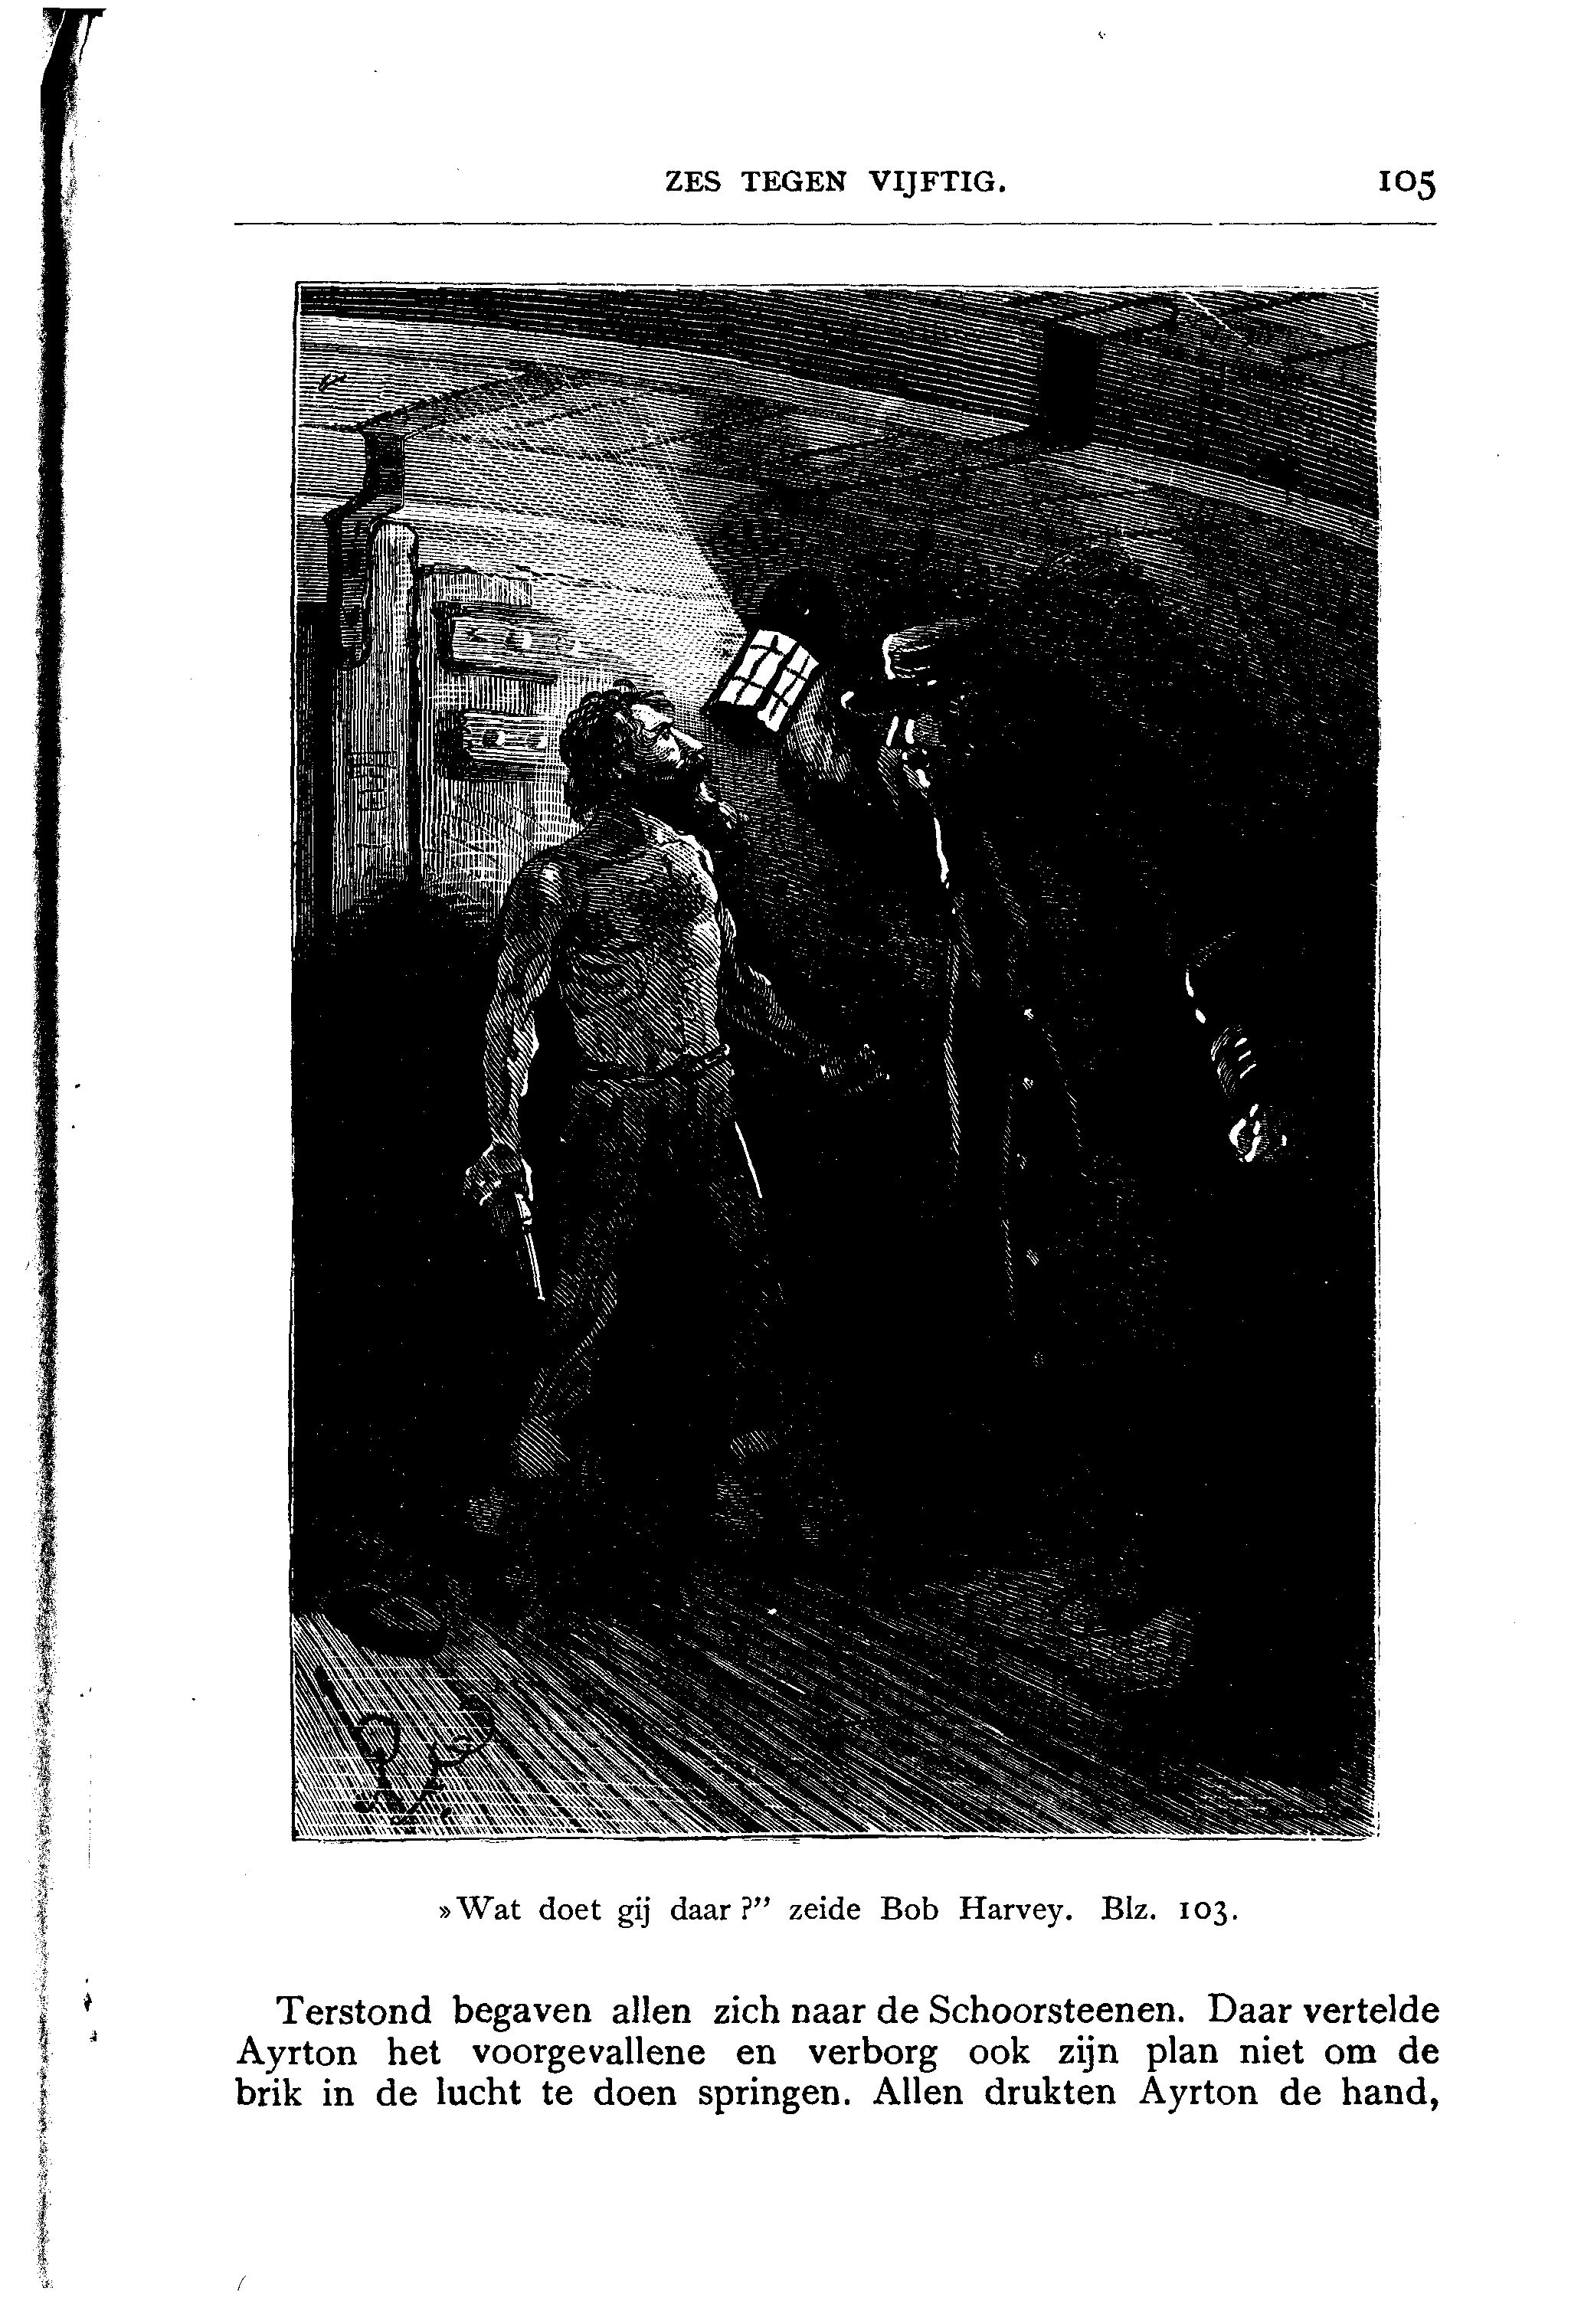 ZES TEGEN VIJFTIG. 105
»Wat doet gij daar?” zeide Bob Harvey. Blz. 103.
Terstond begaven allen zich naar de Schoorsteenen. Daar vertelde
Ayrton het voorgevallene en verborg ook zijn plan niet om de
brik in de lucht te doen springen. Allen drukten Ayrton de hand,